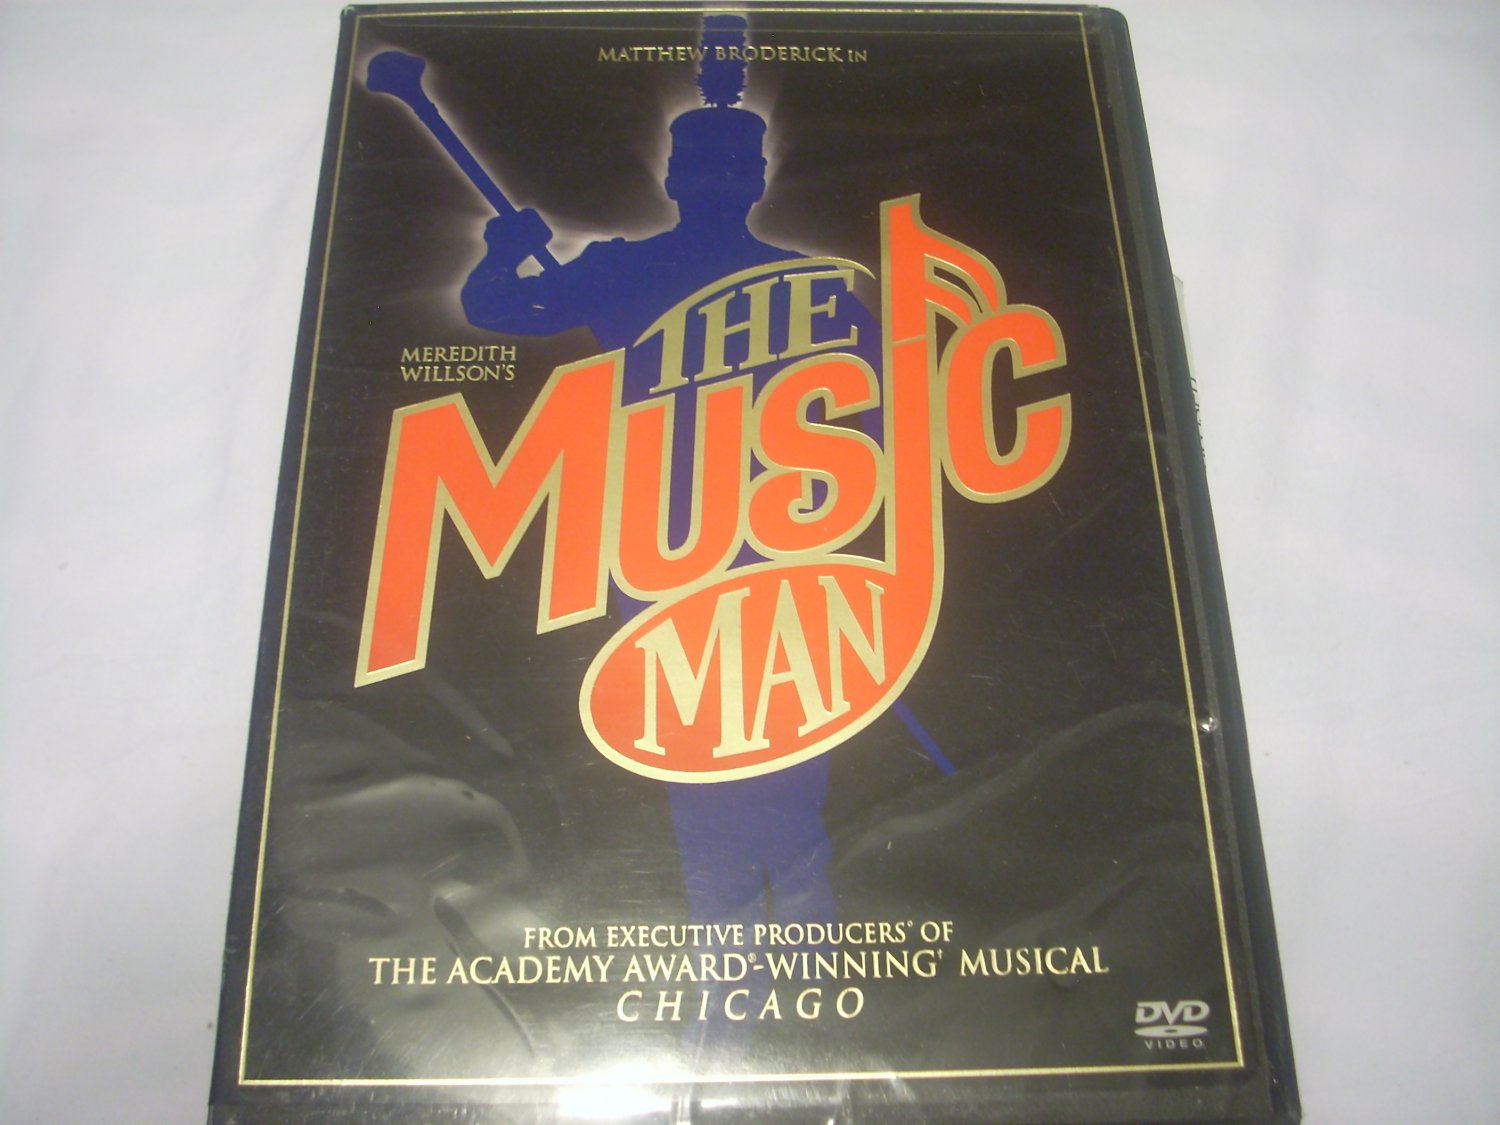 MATTHEW BRODERICK IN
MEREDITH
WILLSON'S
THE
MUSIC
MAN
FROM EXECUTIVE PRODUCERS° OF
THE ACADEMY AWARD®-WINNING† MUSICAL
CHICAGO
DVD
VIDEO